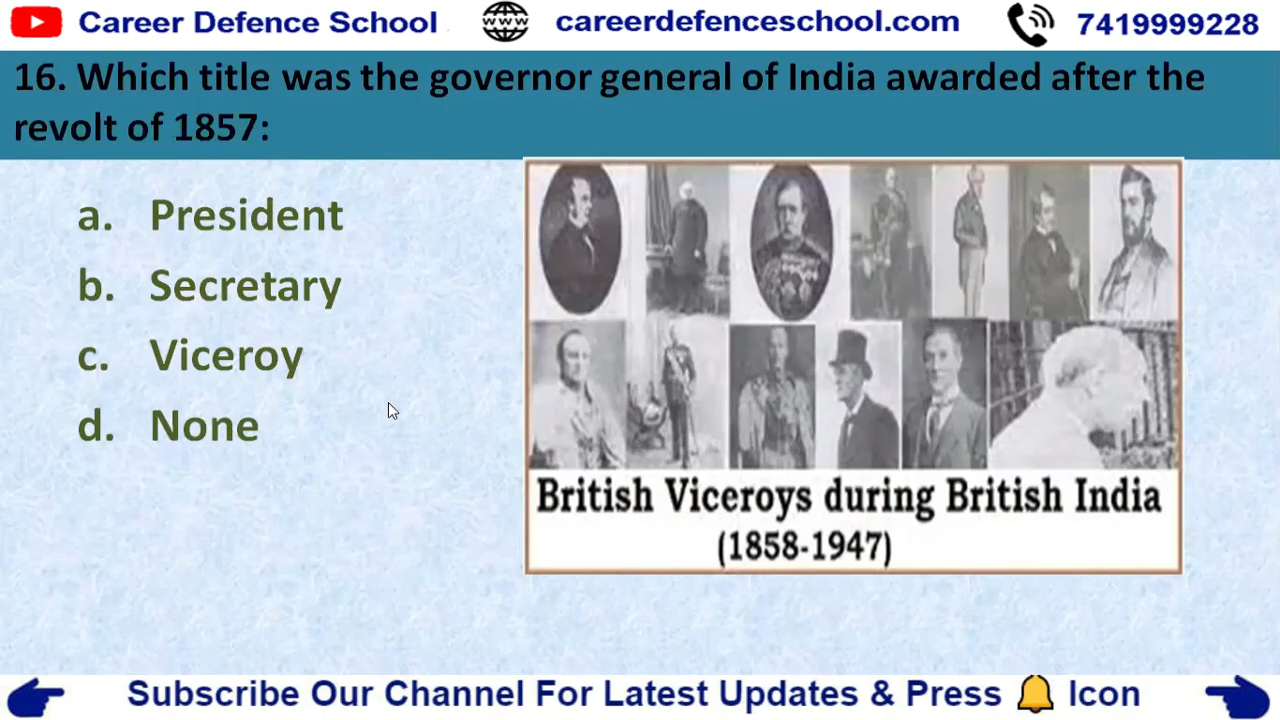 Career Defence School
WWW
careerdefenceschool.com
7419999228
16. Which title was the governor general of India awarded after the
revolt of 1857:
a. President
b. Secretary
c. Viceroy
d. None
British Viceroys during British India
(1858-1947)
Subscribe Our Channel For Latest Updates & Press 🔔 Icon